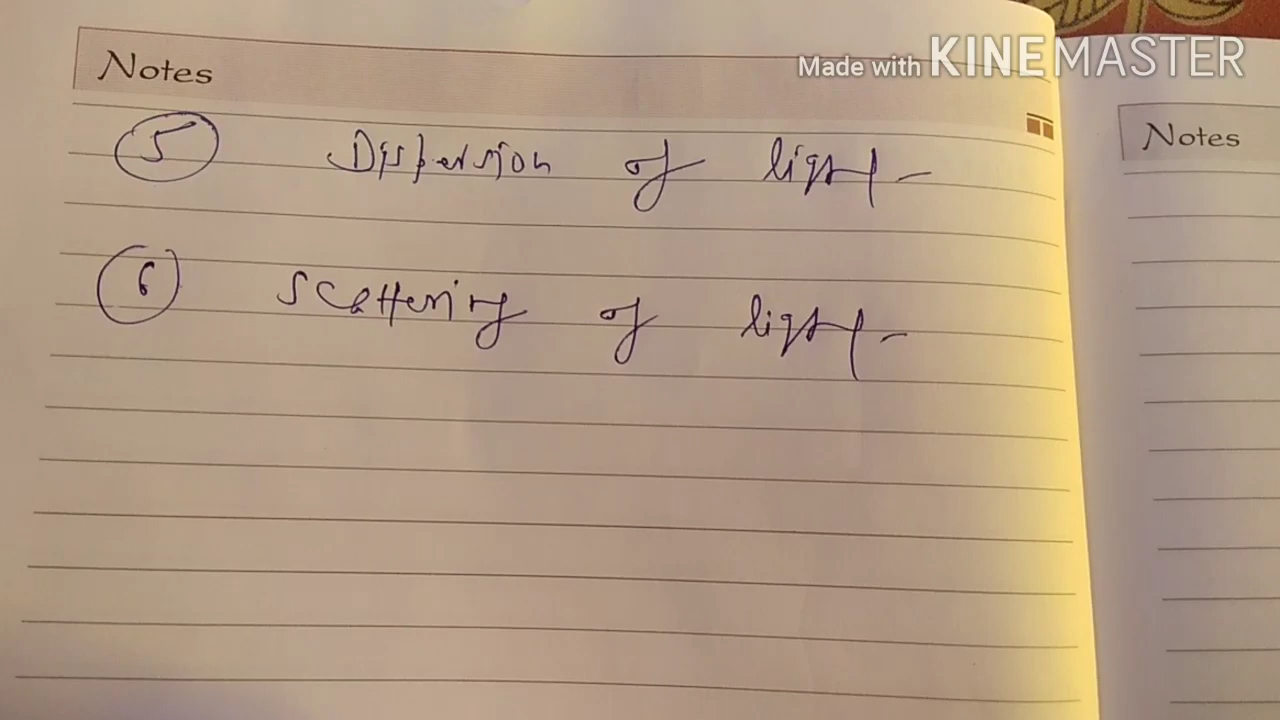 Notes
Made with KINEMASTER
Notes
5 Dispersion of light -
6 Scattering of light -